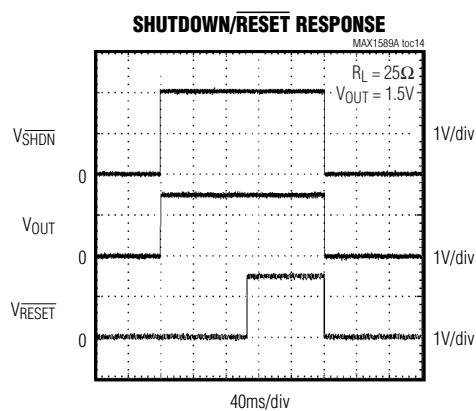 SHUTDOWN/RESET RESPONSE
MAX1589A toc14
RL = 25Ω
VOUT = 1.5V
VSHDN
1V/div
0
VOUT
0
1V/div
VRESET
0
1V/div
40ms/div